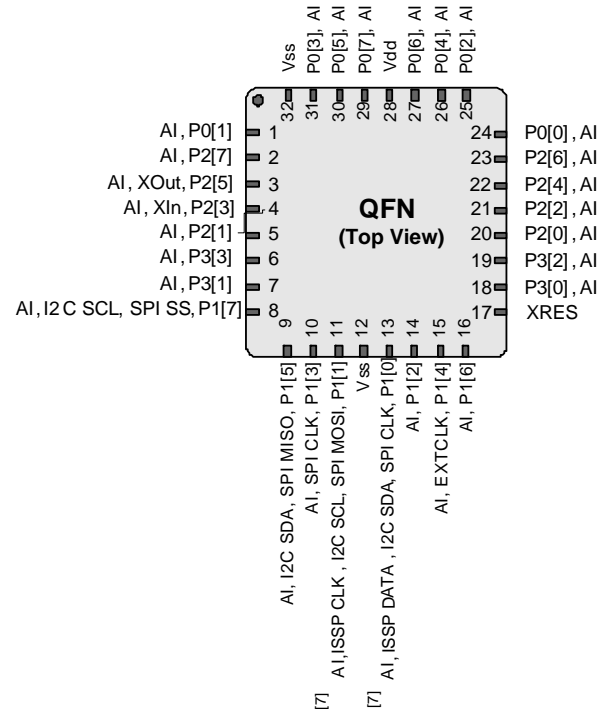 Vss
P0[3], AI
P0[5], AI
P0[7], AI
Vdd
P0[6], AI
P0[4], AI
P0[2], AI
32
31
30
29
28
27
26
25
AI, P0[1] 1
AI, P2[7] 2
AI, XOut, P2[5] 3
AI, XIn, P2[3] 4
AI, P2[1] 5
AI, P3[3] 6
AI, P3[1] 7
AI, I2C SCL, SPI SS, P1[7] 8
QFN
(Top View)
24 P0[0], AI
23 P2[6], AI
22 P2[4], AI
21 P2[2], AI
20 P2[0], AI
19 P3[2], AI
18 P3[0], AI
17 XRES
9
10
11
12
13
14
15
16
AI, I2C SDA, SPI MISO, P1[5]
AI, SPI CLK, P1[3]
AI, ISSP CLK, I2C SCL, SPI MOSI, P1[1]
Vss
AI, ISSP DATA, I2C SDA, SPI CLK, P1[0]
AI, P1[2]
AI, EXTCLK, P1[4]
AI, P1[6]
[7]
[7]